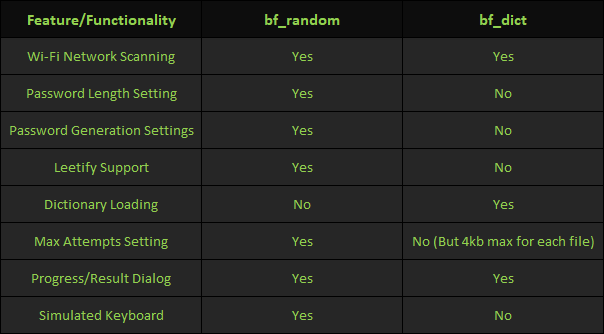 Feature/Functionality bf_random bf_dict
Wi-Fi Network Scanning Yes Yes
Password Length Setting Yes No
Password Generation Settings Yes No
Leetify Support Yes No
Dictionary Loading No Yes
Max Attempts Setting Yes No (But 4kb max for each file)
Progress/Result Dialog Yes Yes
Simulated Keyboard Yes No